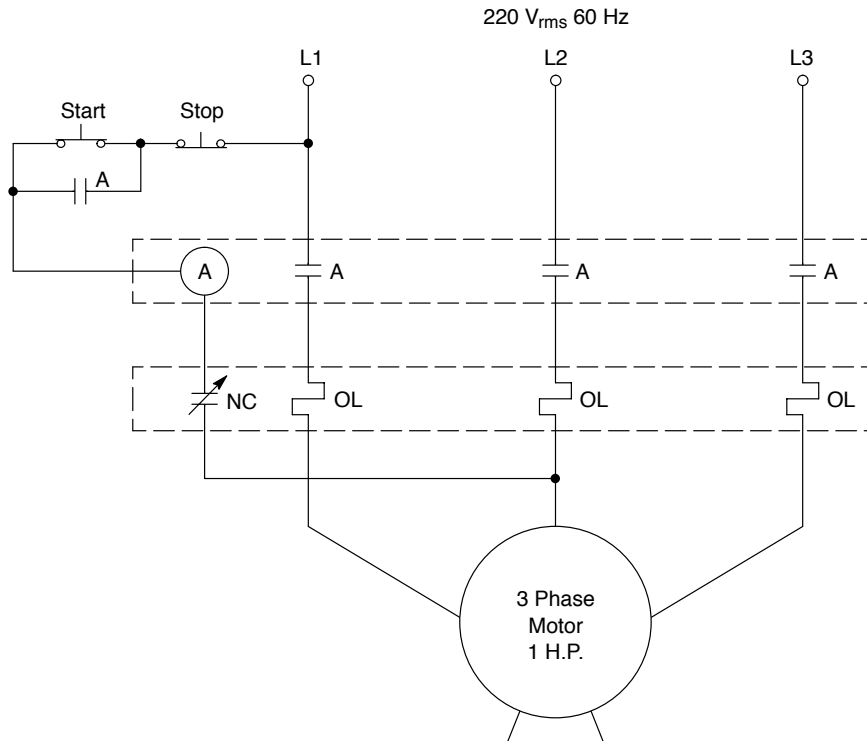 220 Vrms 60 Hz
L1
L2
L3
Start
Stop
A
A
A
A
A
NC
OL
OL
OL
3 Phase
Motor
1 H.P.